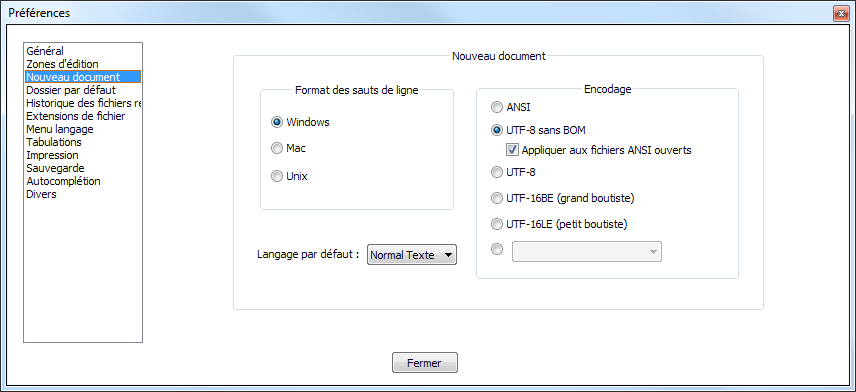 Préférences
Général
Zones d'édition
Nouveau document
Dossier par défaut
Historique des fichiers re
Extensions de fichier
Menu langage
Tabulations
Impression
Sauvegarde
Autocomplétion
Divers
Nouveau document
Format des sauts de ligne
Windows
Mac
Unix
Langage par défaut :
Normal Texte
Encodage
ANSI
UTF-8 sans BOM
Appliquer aux fichiers ANSI ouverts
UTF-8
UTF-16BE (grand boutiste)
UTF-16LE (petit boutiste)
Fermer